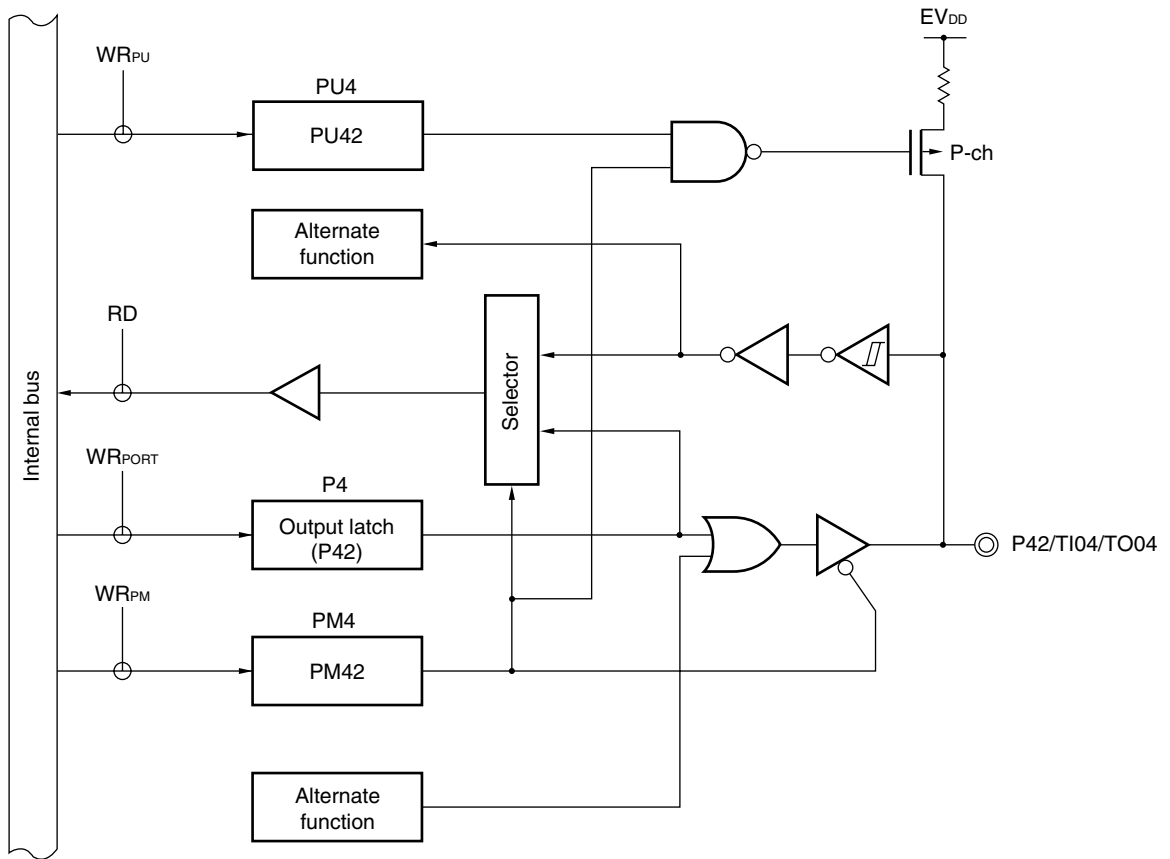 EVDD
WRPU
PU4
PU42
P-ch
Alternate
function
RD
Selector
Internal bus
WRPORT
P4
Output latch
(P42)
P42/TI04/TO04
WRPM
PM4
PM42
Alternate
function